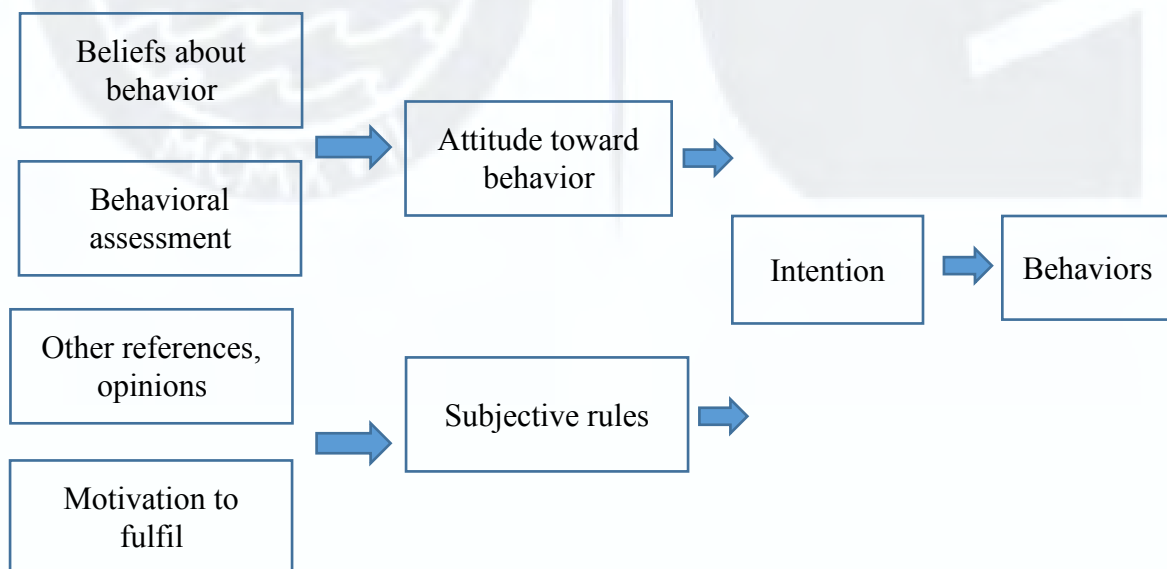 Beliefs about
behavior
Behavioral
assessment
Other references,
opinions
Motivation to
fulfil
Attitude toward
behavior
Subjective rules
Intention
Behaviors